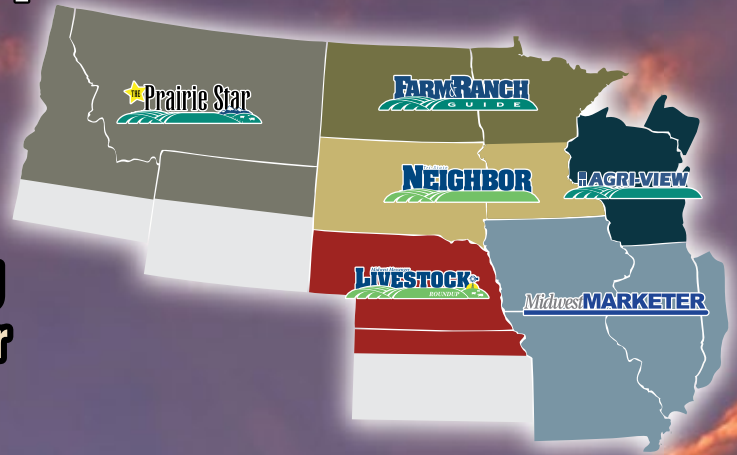 THE
Prairie Star
FARM&RANCH
GUIDE
NEIGHBOR
AGRI-VIEW
LIVESTOCK
ROUNDUP
Midwest MARKETER